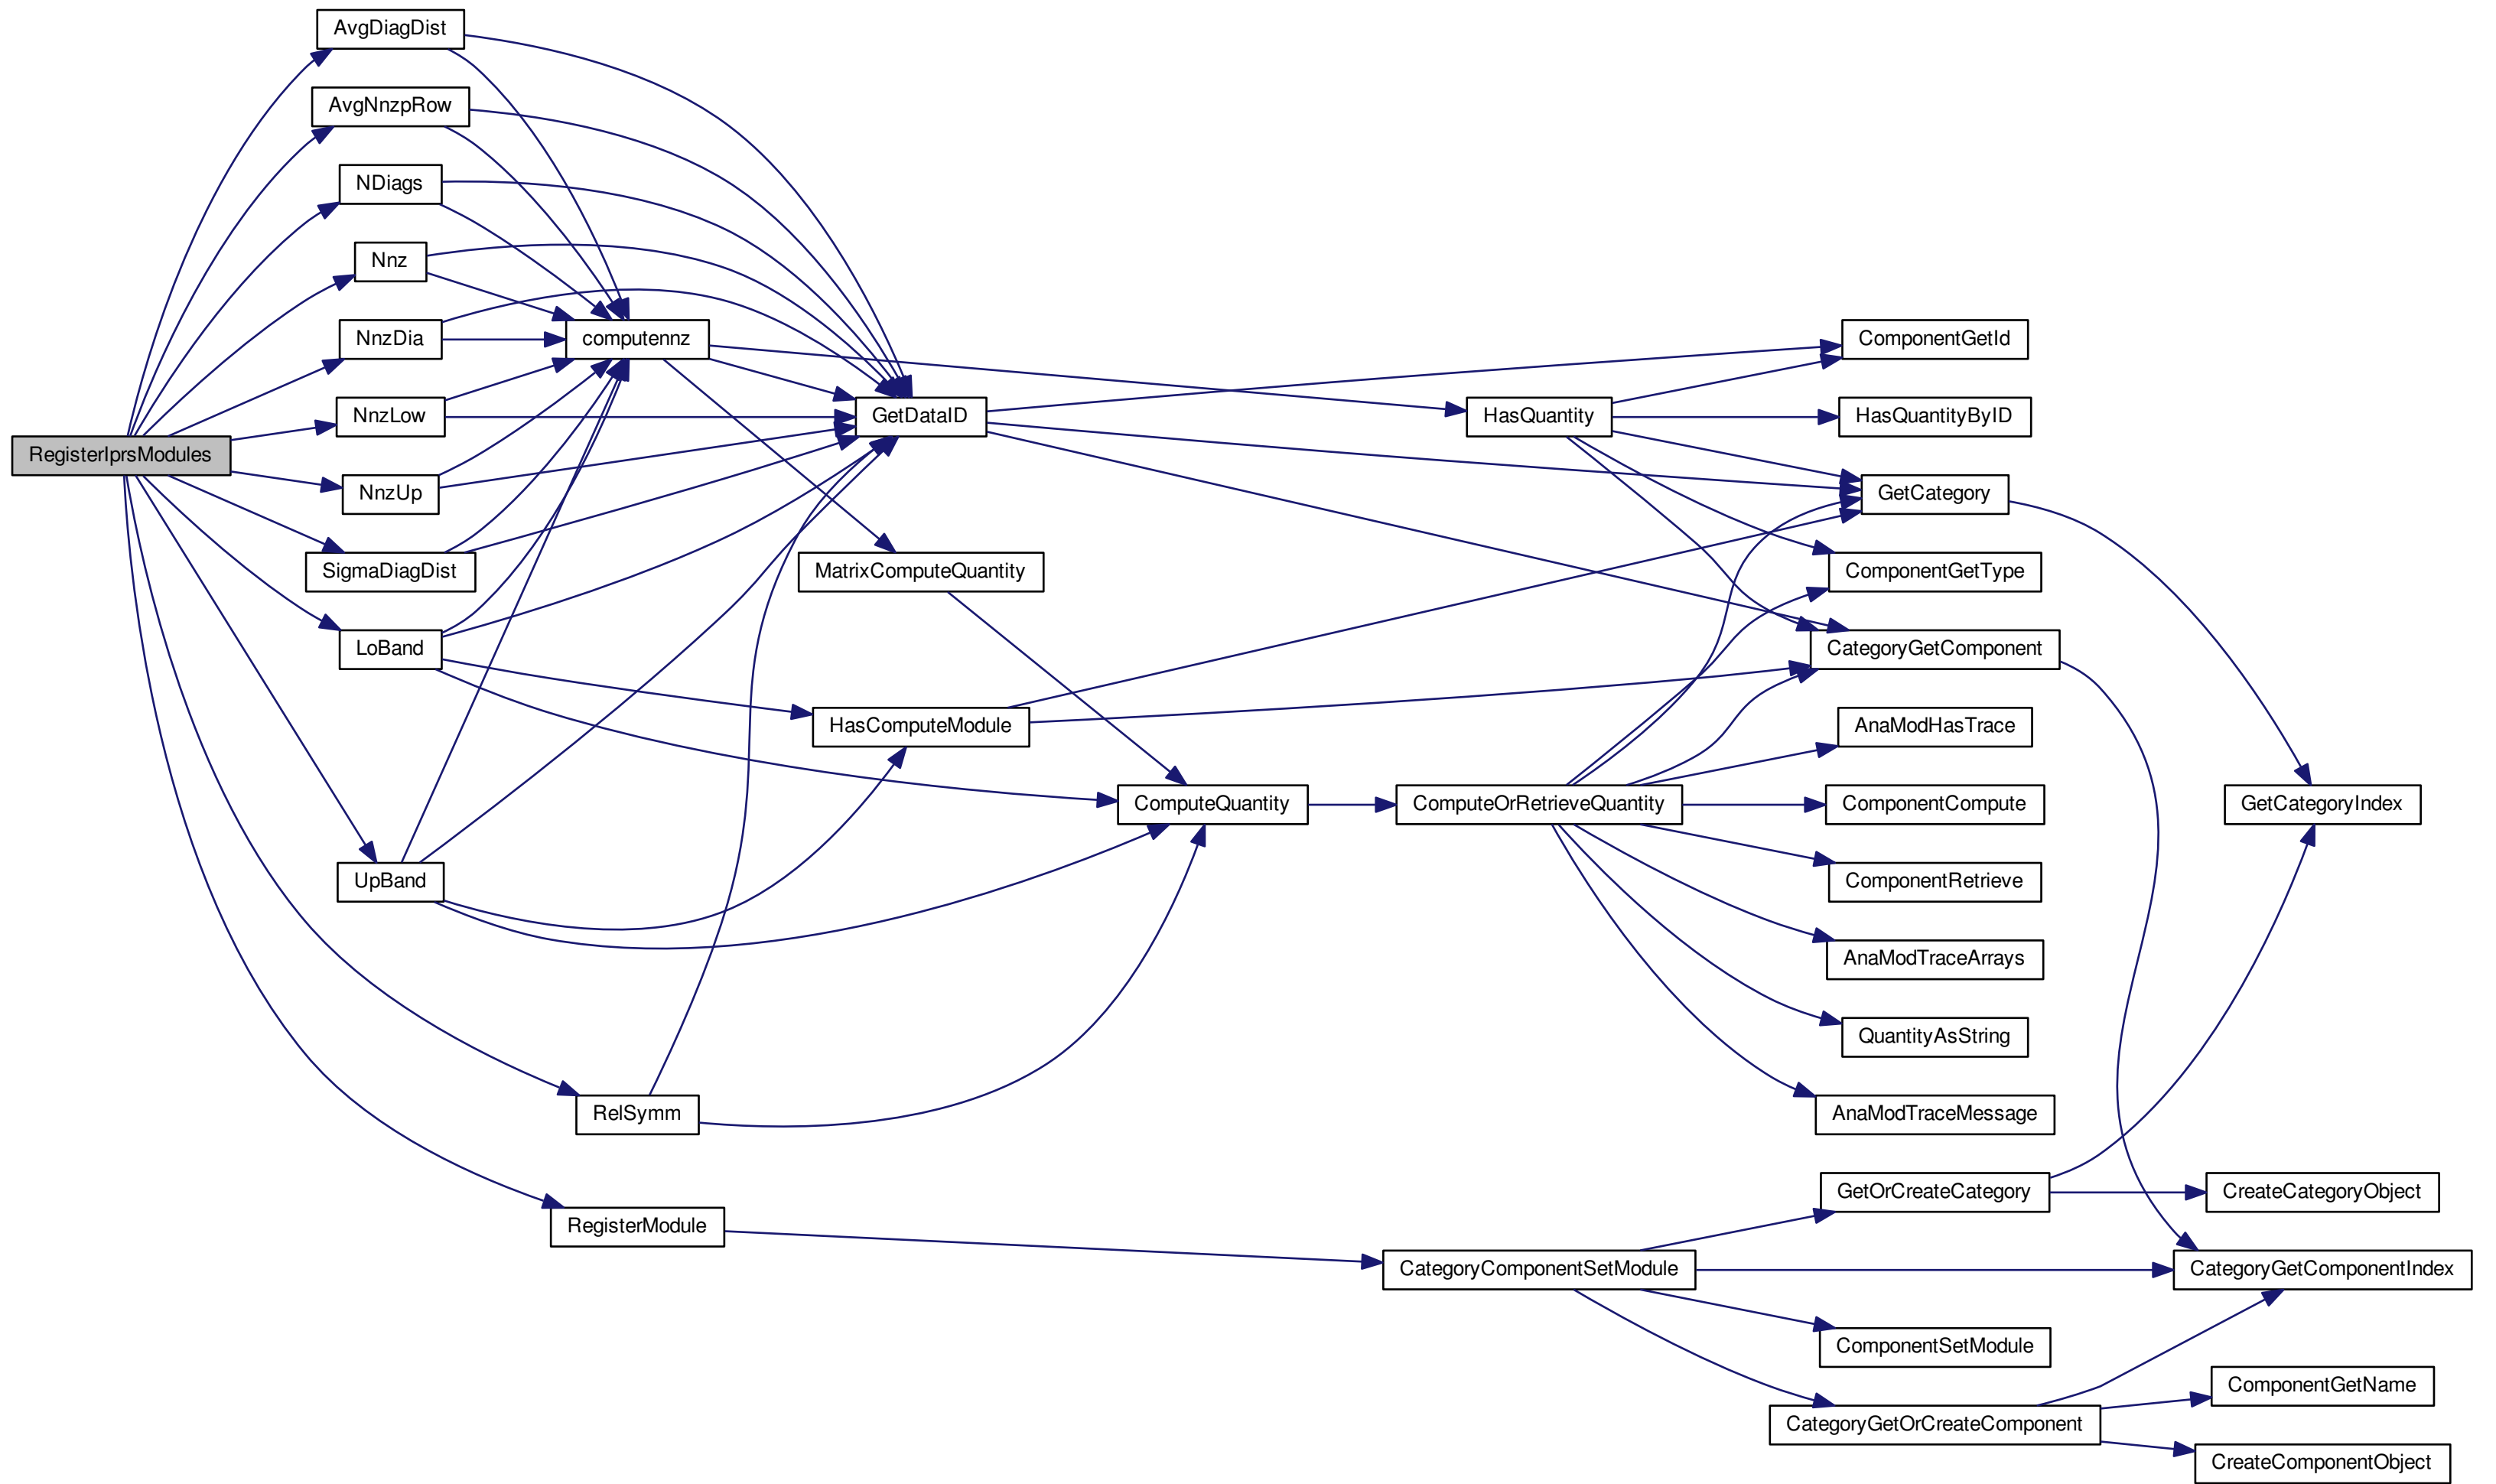 AvgDiagDist
AvgNnzpRow
NDiags
Nnz
NnzDia
computennz
ComponentGetId
NnzLow
GetDataID
HasQuantity
HasQuantityByID
RegisterIprsModules
NnzUp
GetCategory
SigmaDiagDist
MatrixComputeQuantity
ComponentGetType
LoBand
CategoryGetComponent
HasComputeModule
AnaModHasTrace
ComputeQuantity
ComputeOrRetrieveQuantity
ComponentCompute
GetCategoryIndex
UpBand
ComponentRetrieve
AnaModTraceArrays
QuantityAsString
RelSymm
AnaModTraceMessage
GetOrCreateCategory
CreateCategoryObject
RegisterModule
CategoryComponentSetModule
CategoryGetComponentIndex
ComponentSetModule
ComponentGetName
CategoryGetOrCreateComponent
CreateComponentObject